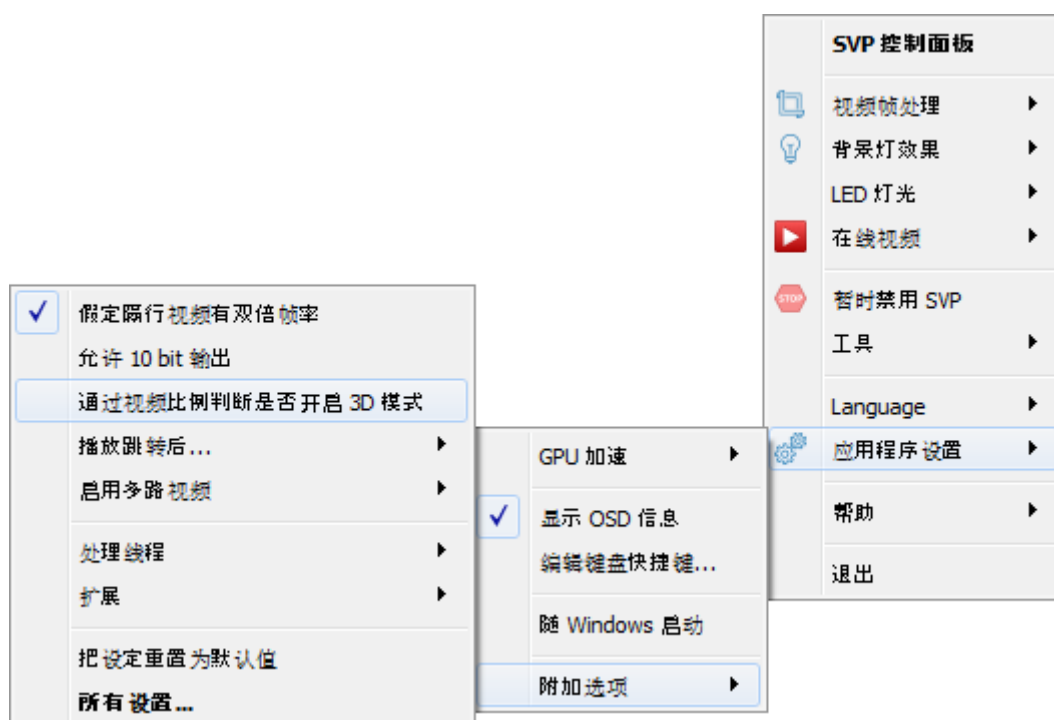 SVP 控制面板
视频帧处理
背景灯效果
LED 灯光
在线视频
STOP
暂时禁用 SVP
工具
Language
应用程序设置
帮助
退出
GPU 加速
显示 OSD 信息
编辑键盘快捷键...
随 Windows 启动
附加选项
假定隔行视频有双倍帧率
允许 10 bit 输出
通过视频比例判断是否开启 3D 模式
播放跳转后...
启用多路视频
处理线程
扩展
把设定重置为默认值
所有设置...